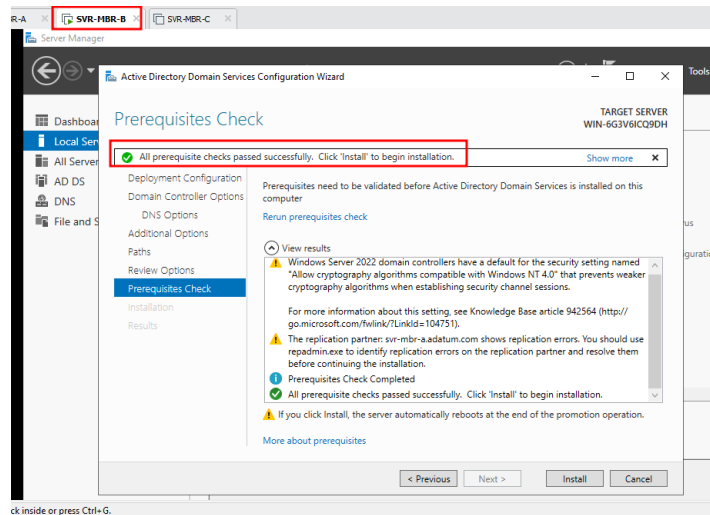 R-A
SVR-MBR-B
SVR-MBR-C
Server Manager
Active Directory Domain Services Configuration Wizard
Tools
Prerequisites Check
TARGET SERVER
WIN-6G3V6ICQ9DH
All prerequisite checks passed successfully. Click 'Install' to begin installation.
Show more
Dashboar
Local Ser
All Server
AD DS
DNS
File and S
Deployment Configuration
Domain Controller Options
DNS Options
Additional Options
Paths
Review Options
Prerequisites Check
Installation
Results
Prerequisites need to be validated before Active Directory Domain Services is installed on this
computer
Rerun prerequisites check
View results
Windows Server 2022 domain controllers have a default for the security setting named
"Allow cryptography algorithms compatible with Windows NT 4.0" that prevents weaker
cryptography algorithms when establishing security channel sessions.
For more information about this setting, see Knowledge Base article 942564 (http://
go.microsoft.com/fwlink/?LinkId=104751).
The replication partner: svr-mbr-a.adatum.com shows replication errors. You should use
repadmin.exe to identify replication errors on the replication partner and resolve them
before continuing the installation.
Prerequisites Check Completed
All prerequisite checks passed successfully. Click 'Install' to begin installation.
If you click Install, the server automatically reboots at the end of the promotion operation.
More about prerequisites
us
gurati
< Previous
Next >
Install
Cancel
ck inside or press Ctrl+G.